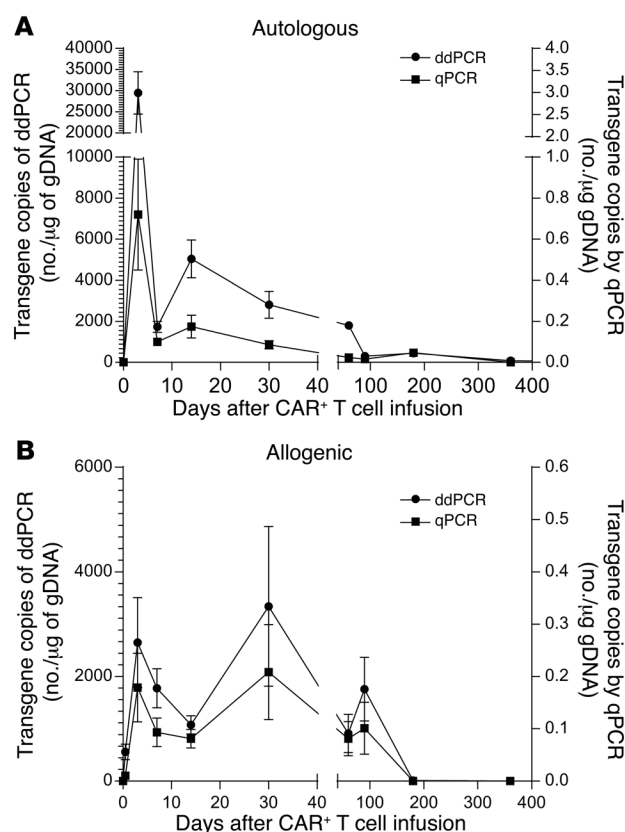 A
Autologous
Transgene copies of ddPCR
(no./μg of gDNA)
40000
35000
30000
25000
20000
10000
8000
6000
4000
2000
0
ddPCR
qPCR
4.0
3.5
3.0
2.5
2.0
1.0
0.8
0.6
0.4
0.2
0.0
Transgene copies by qPCR
(no./μg gDNA)
0 10 20 30 40 100 200 300 400
Days after CAR⁺ T cell infusion
B
Allogenic
Transgene copies of ddPCR
(no./μg of gDNA)
6000
4000
2000
0
ddPCR
qPCR
0.6
0.5
0.4
0.3
0.2
0.1
0.0
Transgene copies by qPCR
(no./μg gDNA)
0 10 20 30 40 100 200 300 400
Days after CAR⁺ T cell infusion